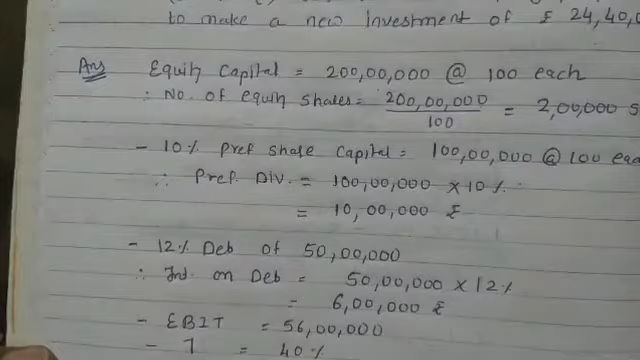 to make a new investment of ₹ 24,40,0
Ans Equity Capital = 200,00,000 @ 100 each
∴ No. of equity shares = 200,00,000 / 100 = 2,00,000 s
- 10% Pref share Capital = 100,00,000 @ 100 eac
∴ Pref. Div. = 100,00,000 x 10%
= 10,00,000 ₹
- 12% Deb of 50,00,000
∴ Int. on Deb = 50,00,000 x 12%
= 6,00,000 ₹
- EBIT = 56,00,000
- T = 40%